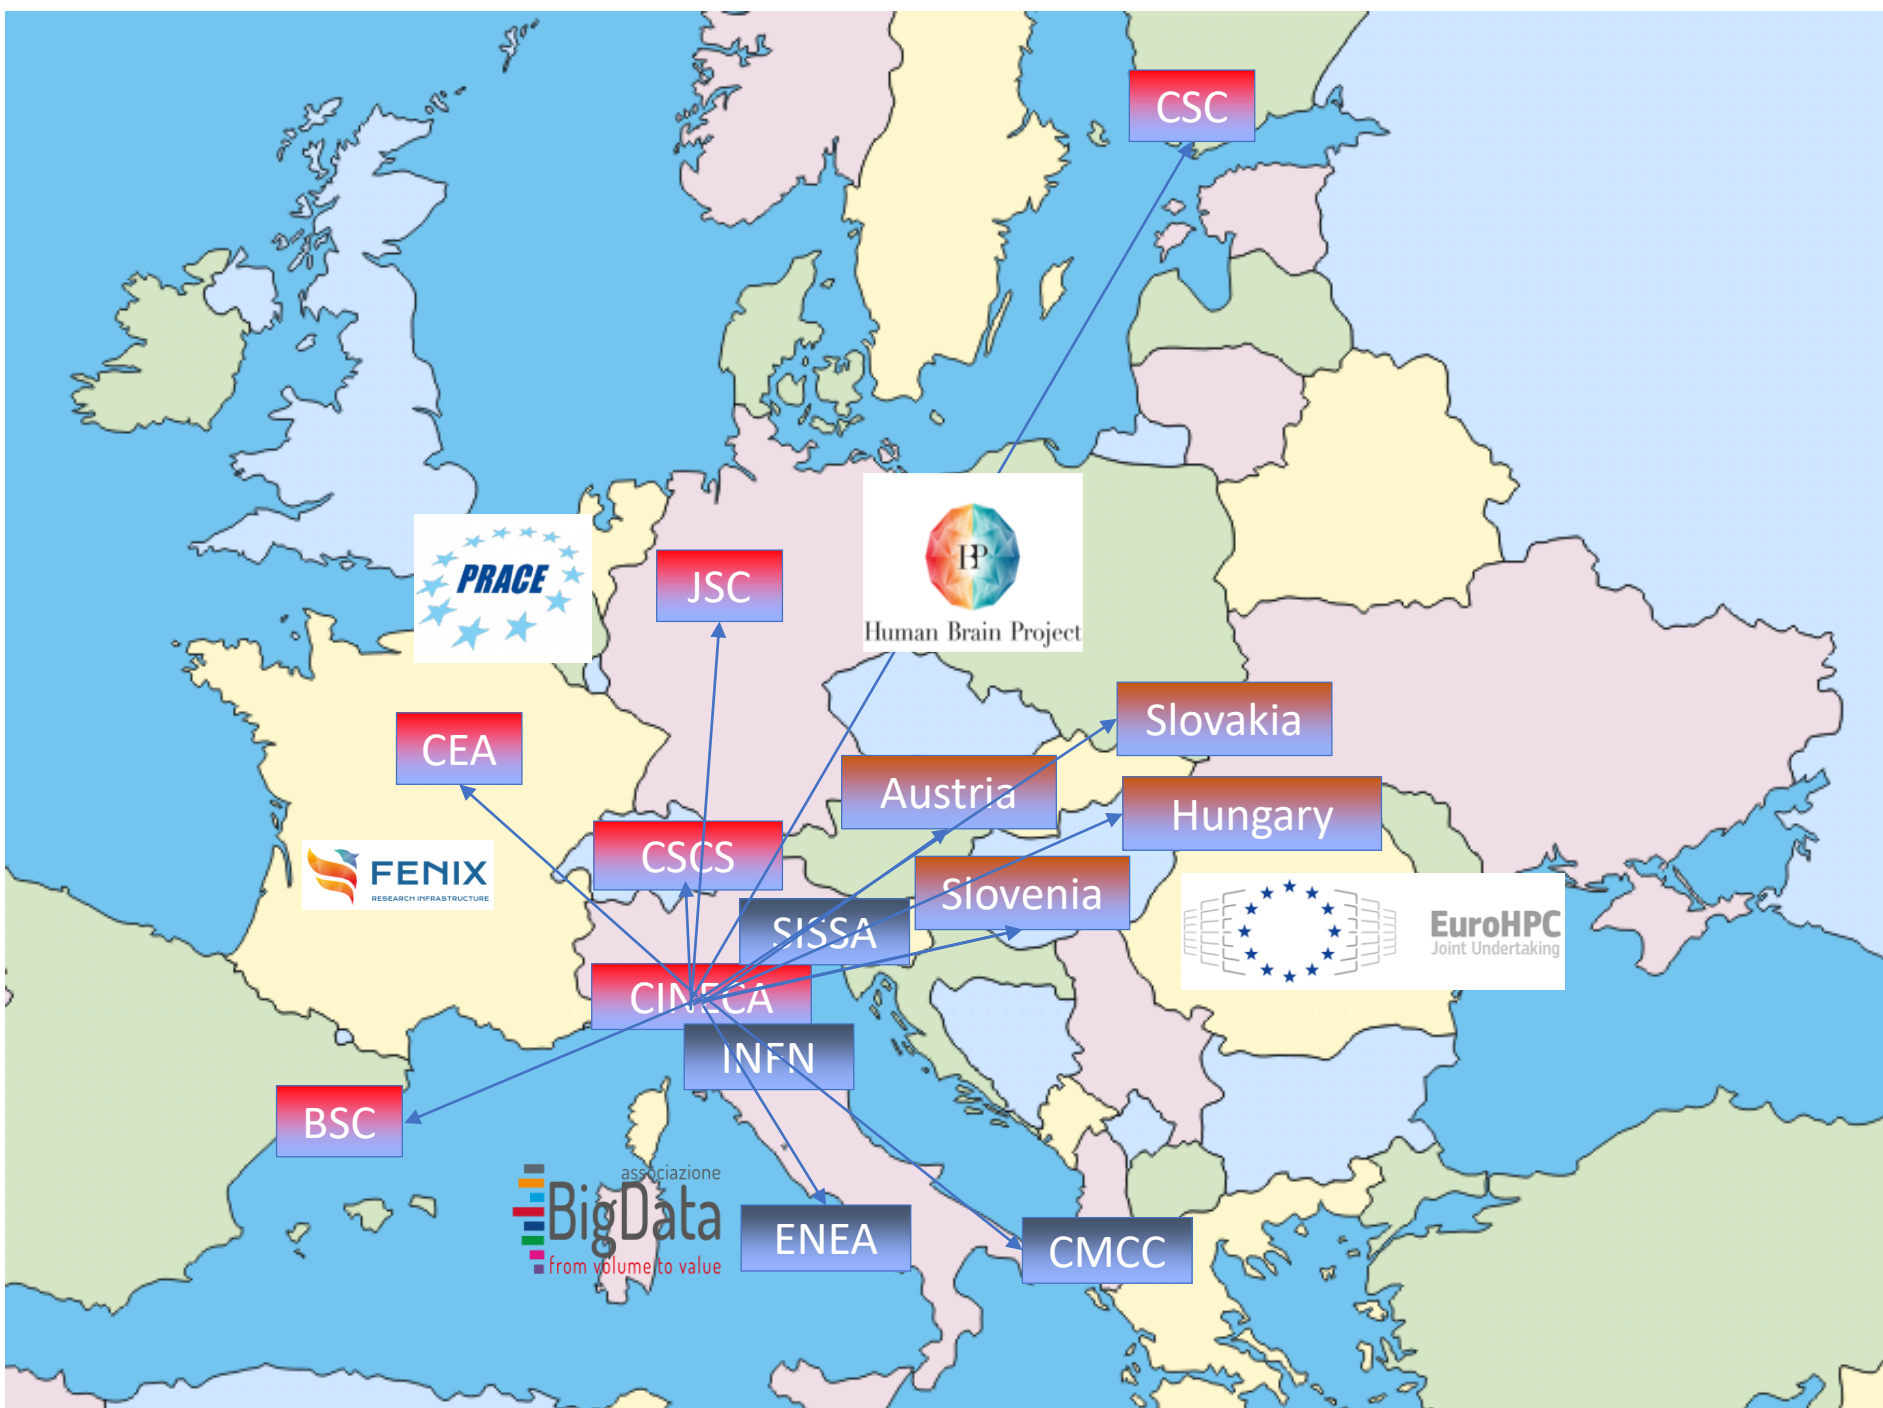 CSC
PRACE
JSC
HP
Human Brain Project
Slovakia
CEA
Austria
Hungary
CSCS
FENIX
RESEARCH INFRASTRUCTURE
Slovenia
SISSA
EuroHPC
Joint Undertaking
CINECA
INFN
BSC
associazione
BigData
from volume to value
ENEA
CMCC